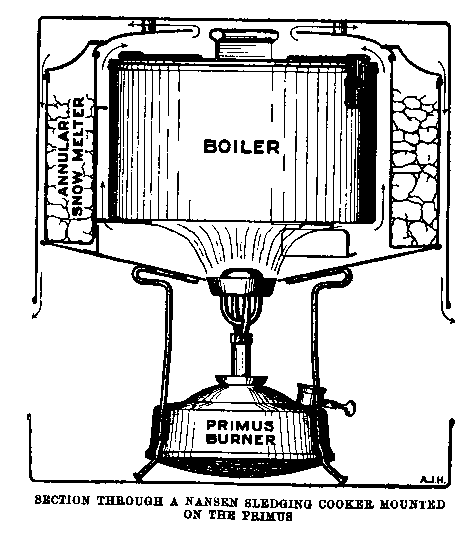 ANNULAR
SNOW MELTER
BOILER
PRIMUS
BURNER
A.J.H.
SECTION THROUGH A NANSEN SLEDGING COOKER MOUNTED
ON THE PRIMUS